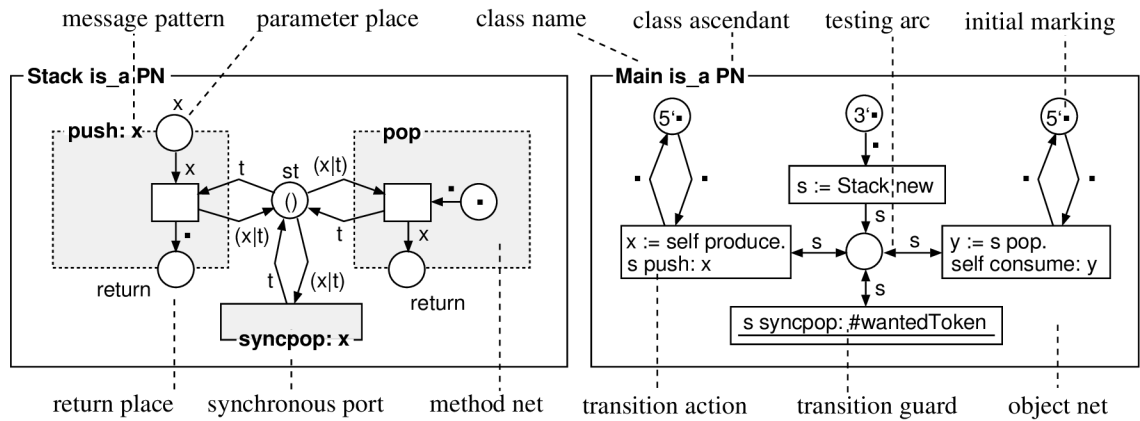 message pattern parameter place class name class ascendant testing arc initial marking
Stack is_a PN
x
push: x
pop
x
t
st
(x|t)
()
(x|t)
t
x
return
return
t
(x|t)
syncpop: x
Main is_a PN
5‘
3‘
5‘
s := Stack new
s
x := self produce.
s push: x
s
s
y := s pop.
self consume: y
s
s syncpop: #wantedToken
return place synchronous port method net transition action transition guard object net